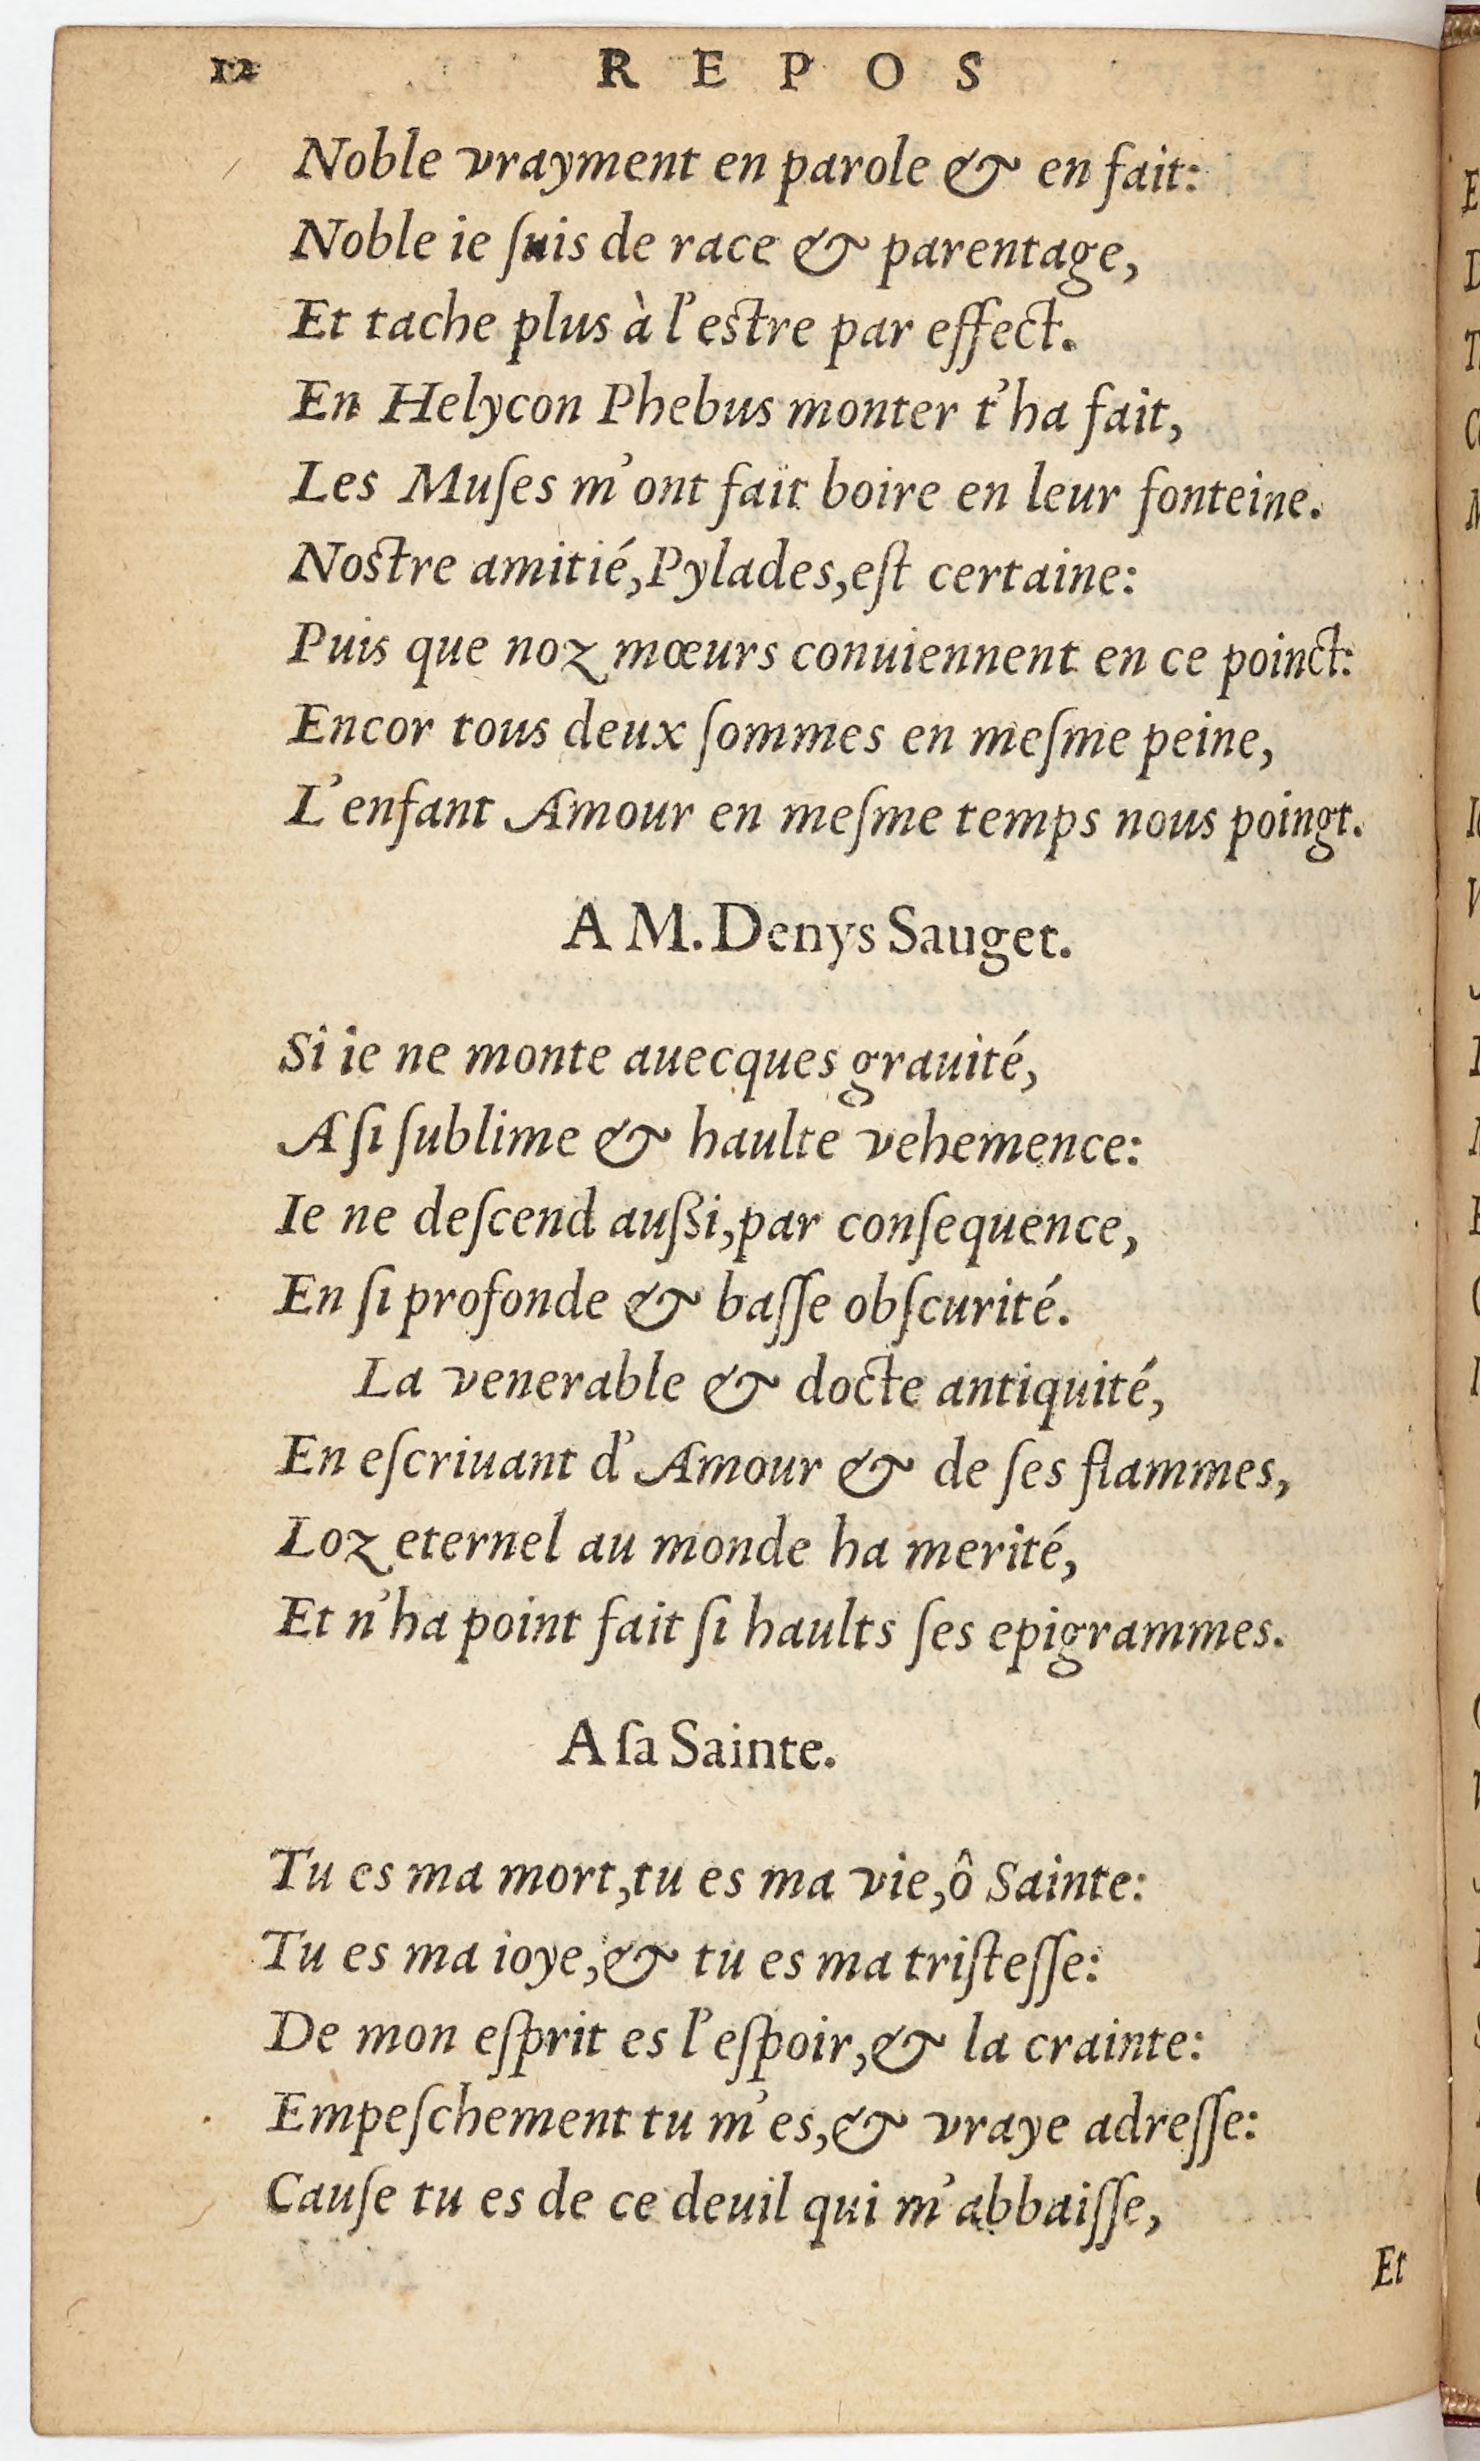 12 REPOS
Noble vrayment en parole & en fait:
Noble ie ſuis de race & parentage,
Et tache plus à l'eſtre par effect.
En Helycon Phebus monter t'ha fait,
Les Muſes m'ont fait boire en leur fonteine.
Noſtre amitié, Pylades, eſt certaine:
Puis que noz mœurs conuiennent en ce poinct:
Encor tous deux ſommes en meſme peine,
L'enfant Amour en meſme temps nous poingt.
A M. Denys Sauget.
Si ie ne monte auecques grauité,
A ſi ſublime & haulte vehemence:
Ie ne deſcend außi, par conſequence,
En ſi profonde & baſſe obſcurité.
La venerable & docte antiquité,
En eſcriuant d'Amour & de ſes flammes,
Loz eternel au monde ha merité,
Et n'ha point fait ſi haults ſes epigrammes.
A ſa Sainte.
Tu es ma mort, tu es ma vie, ô Sainte:
Tu es ma ioye, & tu es ma triſteſſe:
De mon eſprit es l'eſpoir, & la crainte:
Empeſchement tu m'es, & vraye adreſſe:
Cauſe tu es de ce deuil qui m'abbaiſſe,
Et